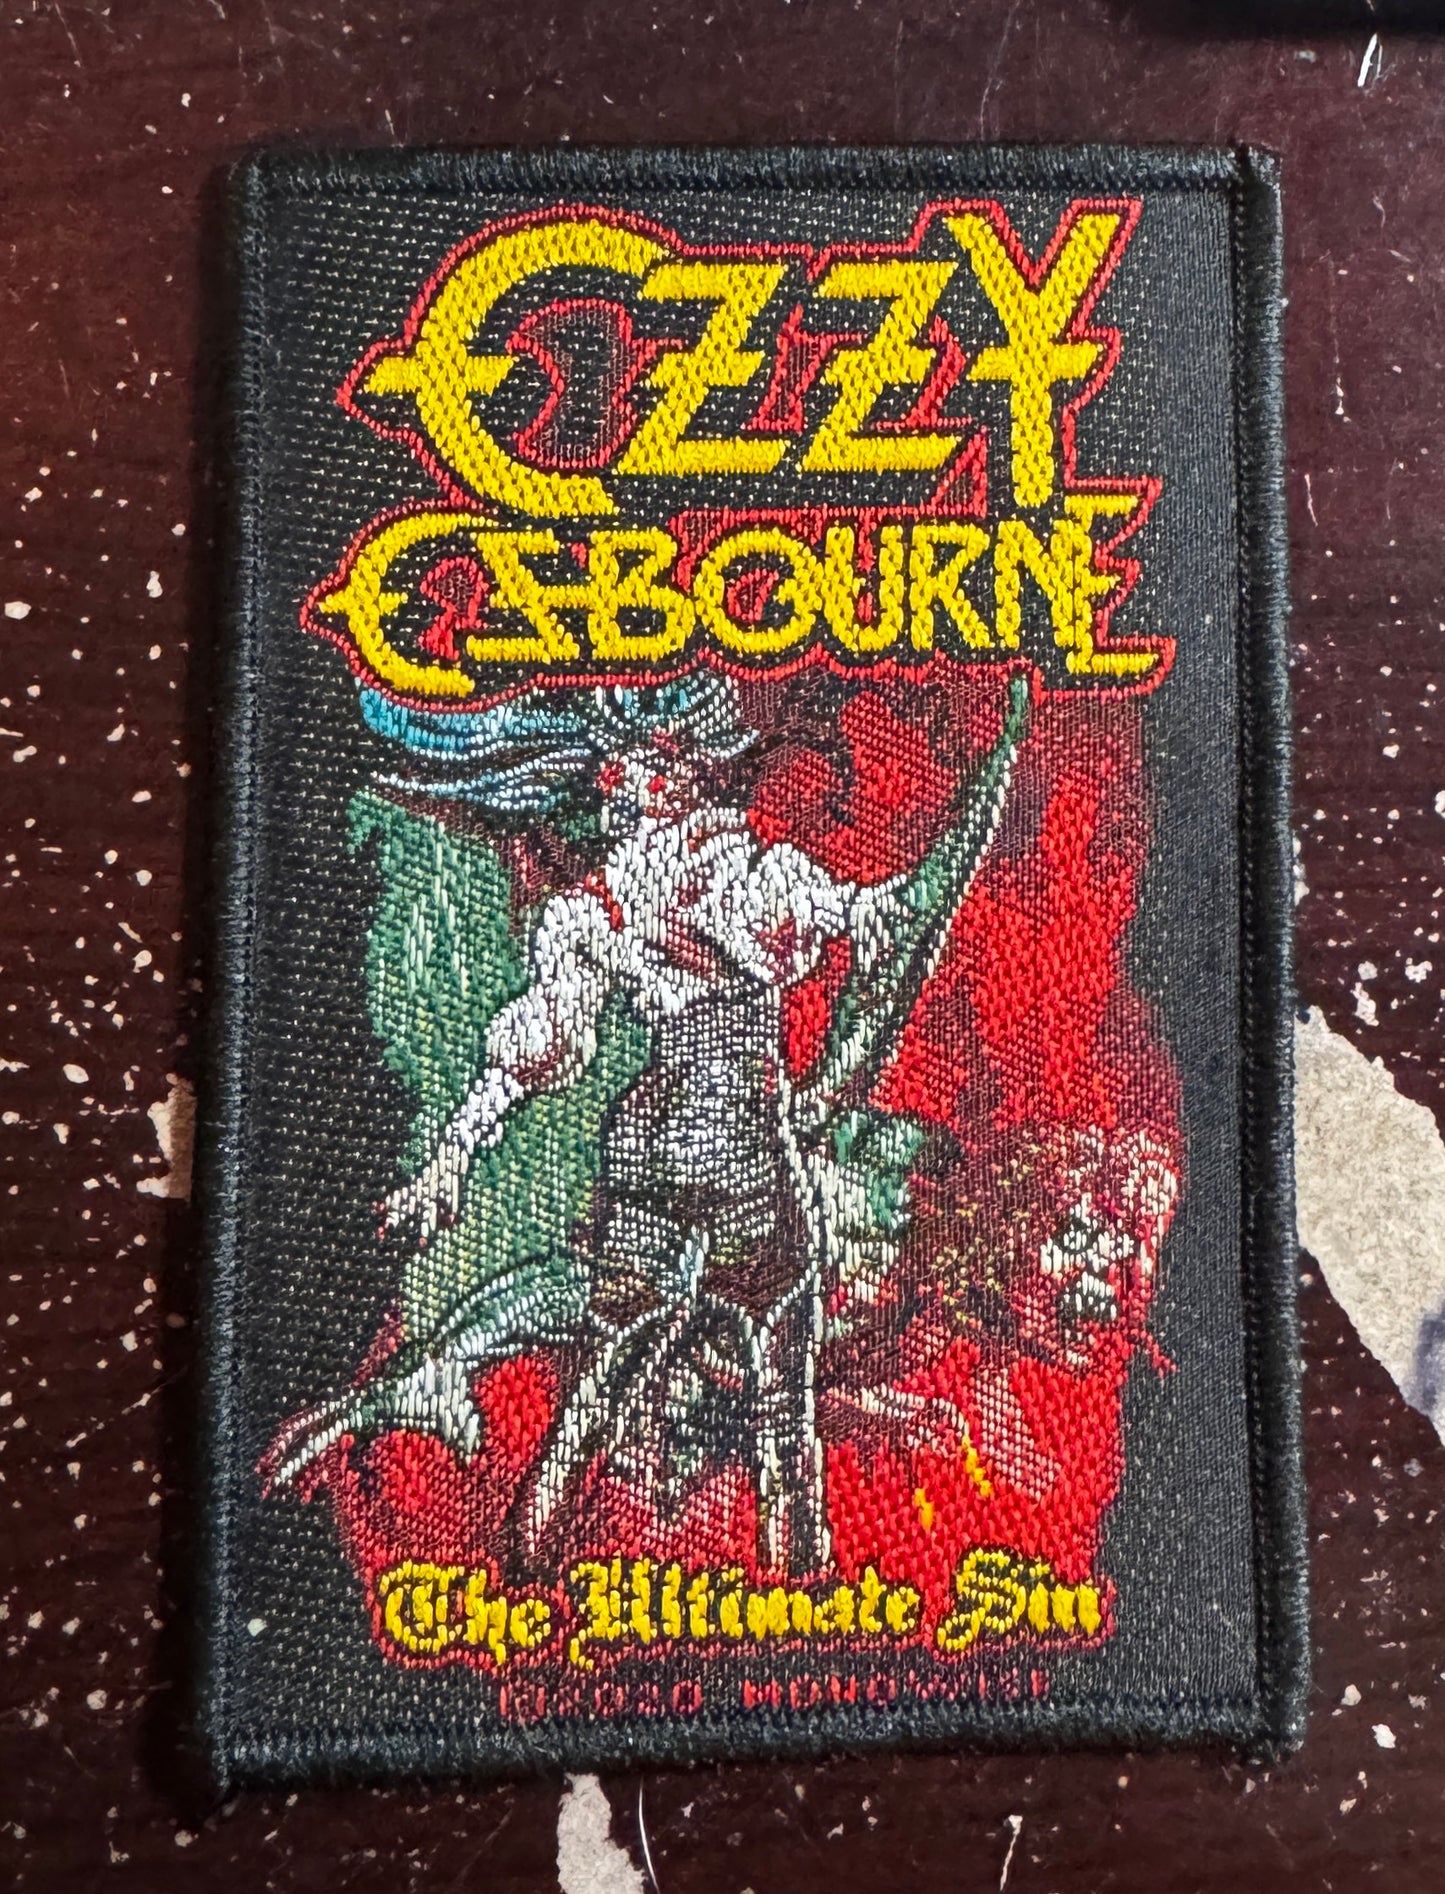 OZZY
OSBOURNE
The Ultimate Sin